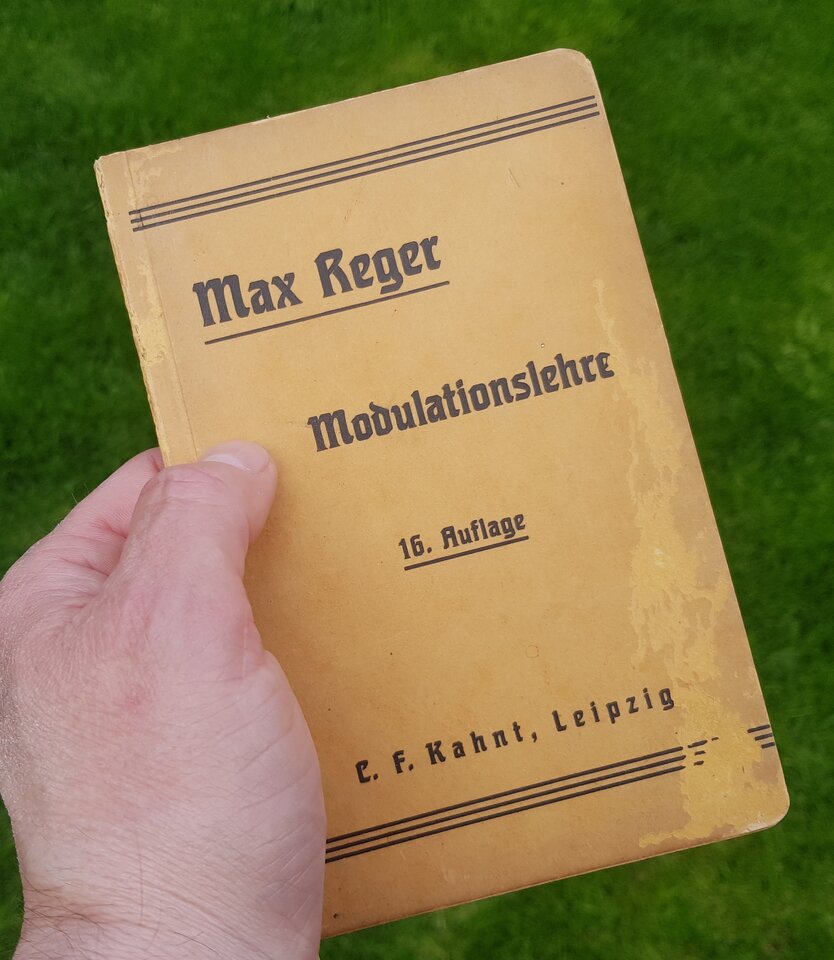 Max Reger
Modulationslehre
16. Auflage
C. F. Kahnt, Leipzig